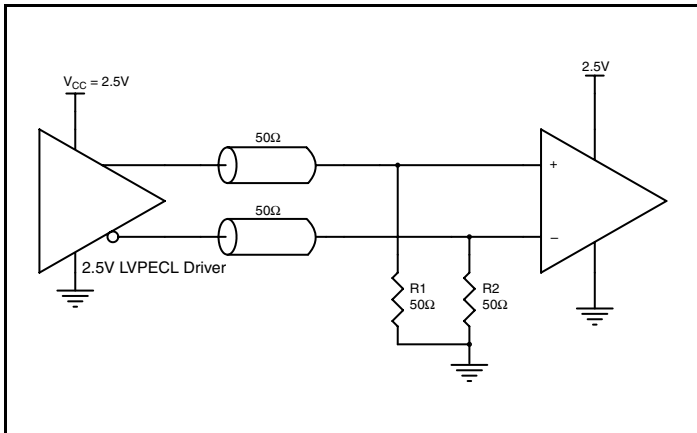 V_CC = 2.5V
2.5V
50Ω
+
50Ω
–
2.5V LVPECL Driver
R1
50Ω
R2
50Ω